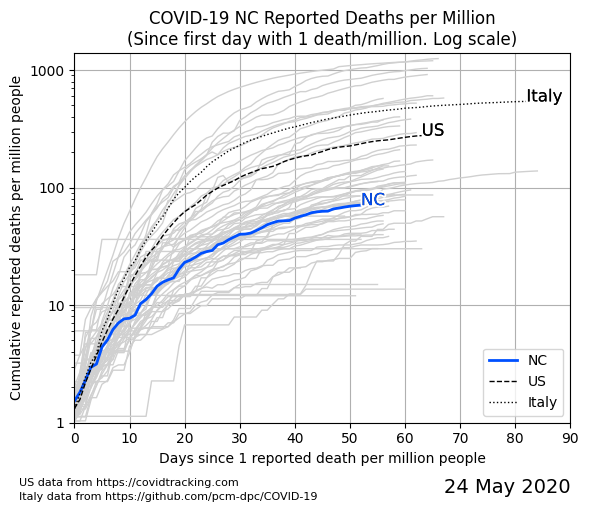 COVID-19 NC Reported Deaths per Million
(Since first day with 1 death/million. Log scale)
Cumulative reported deaths per million people
1000
100
10
1
Italy
US
NC
NC
US
Italy
0 10 20 30 40 50 60 70 80 90
Days since 1 reported death per million people
US data from https://covidtracking.com
Italy data from https://github.com/pcm-dpc/COVID-19
24 May 2020